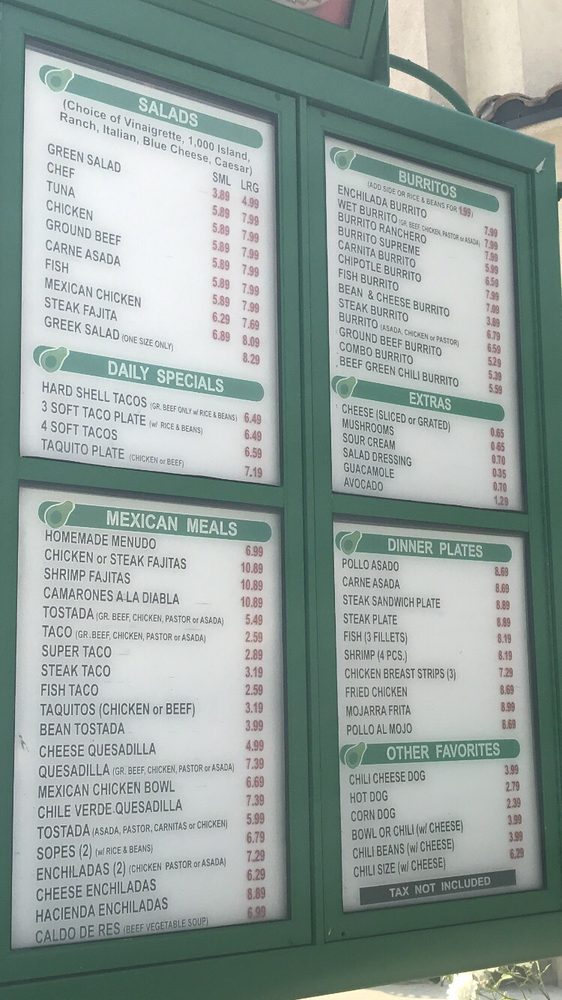 SALADS
(Choice of Vinaigrette, 1,000 Island,
Ranch, Italian, Blue Cheese, Caesar)
SML LRG
GREEN SALAD 3.89 4.99
CHEF 5.89 7.99
TUNA 5.89 7.99
CHICKEN 5.89 7.99
GROUND BEEF 5.89 7.99
CARNE ASADA 5.89 7.99
FISH 5.89 7.99
MEXICAN CHICKEN 6.29 7.69
STEAK FAJITA 6.89 8.09
GREEK SALAD (ONE SIZE ONLY) 8.29
DAILY SPECIALS
HARD SHELL TACOS (GR. BEEF ONLY w/ RICE & BEANS) 6.49
3 SOFT TACO PLATE (w/ RICE & BEANS) 6.49
4 SOFT TACOS 6.59
TAQUITO PLATE (CHICKEN or BEEF) 7.19
MEXICAN MEALS
HOMEMADE MENUDO 6.99
CHICKEN or STEAK FAJITAS 10.89
SHRIMP FAJITAS 10.89
CAMARONES A LA DIABLA 10.89
TOSTADA (GR. BEEF, CHICKEN, PASTOR or ASADA) 5.49
TACO (GR. BEEF, CHICKEN, PASTOR or ASADA) 2.59
SUPER TACO 2.89
STEAK TACO 3.19
FISH TACO 2.59
TAQUITOS (CHICKEN or BEEF) 3.19
BEAN TOSTADA 3.99
CHEESE QUESADILLA 4.99
QUESADILLA (GR. BEEF, CHICKEN, PASTOR or ASADA) 7.39
MEXICAN CHICKEN BOWL 6.69
CHILE VERDE QUESADILLA 7.39
TOSTADA (ASADA, PASTOR, CARNITAS or CHICKEN) 5.99
SOPES (2) (w/ RICE & BEANS) 6.79
ENCHILADAS (2) (CHICKEN PASTOR or ASADA) 7.29
CHEESE ENCHILADAS 6.29
HACIENDA ENCHILADAS 8.89
CALDO DE RES (BEEF VEGETABLE SOUP) 6.99
BURRITOS
(ADD SIDE OR RICE & BEANS FOR 1.99)
ENCHILADA BURRITO 7.99
WET BURRITO (GR. BEEF, CHICKEN, PASTOR or ASADA) 7.99
BURRITO RANCHERO 7.99
BURRITO SUPREME 5.99
CARNITA BURRITO 6.59
CHIPOTLE BURRITO 7.99
FISH BURRITO 7.09
BEAN & CHEESE BURRITO 3.89
STEAK BURRITO 6.79
BURRITO (ASADA, CHICKEN or PASTOR) 6.59
GROUND BEEF BURRITO 5.29
COMBO BURRITO 5.39
BEEF GREEN CHILI BURRITO 5.59
EXTRAS
CHEESE (SLICED or GRATED) 0.65
MUSHROOMS 0.65
SOUR CREAM 0.70
SALAD DRESSING 0.35
GUACAMOLE 0.70
AVOCADO 1.29
DINNER PLATES
POLLO ASADO 8.69
CARNE ASADA 8.69
STEAK SANDWICH PLATE 8.89
STEAK PLATE 8.89
FISH (3 FILLETS) 8.19
SHRIMP (4 PCS.) 8.19
CHICKEN BREAST STRIPS (3) 7.29
FRIED CHICKEN 8.69
MOJARRA FRITA 8.99
POLLO AL MOJO 8.69
OTHER FAVORITES
CHILI CHEESE DOG 3.99
HOT DOG 2.79
CORN DOG 2.39
BOWL OR CHILI (w/ CHEESE) 3.99
CHILI BEANS (w/ CHEESE) 3.99
CHILI SIZE (w/ CHEESE) 6.29
TAX NOT INCLUDED